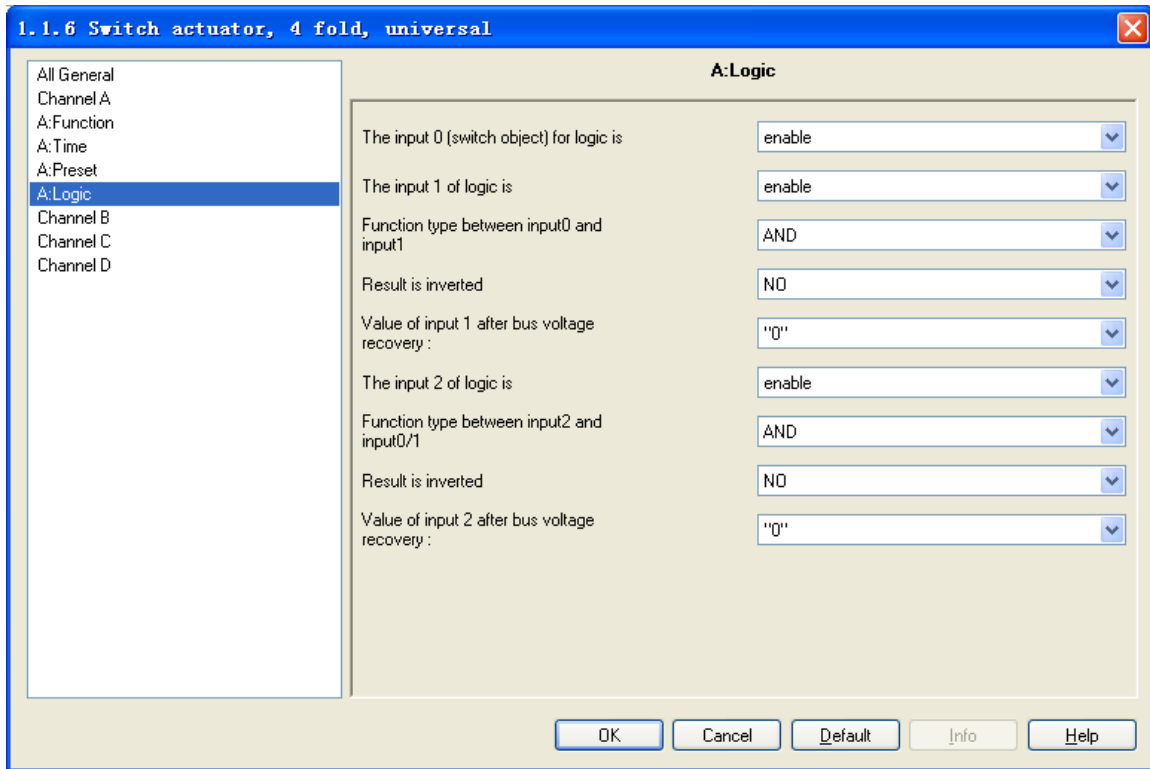 1.1.6 Switch actuator, 4 fold, universal
All General
Channel A
A:Function
A:Time
A:Preset
A:Logic
Channel B
Channel C
Channel D
A:Logic
The input 0 (switch object) for logic is
enable
The input 1 of logic is
enable
Function type between input0 and
input1
AND
Result is inverted
NO
Value of input 1 after bus voltage
recovery :
"0"
The input 2 of logic is
enable
Function type between input2 and
input0/1
AND
Result is inverted
NO
Value of input 2 after bus voltage
recovery :
"0"
OK
Cancel
Default
Info
Help